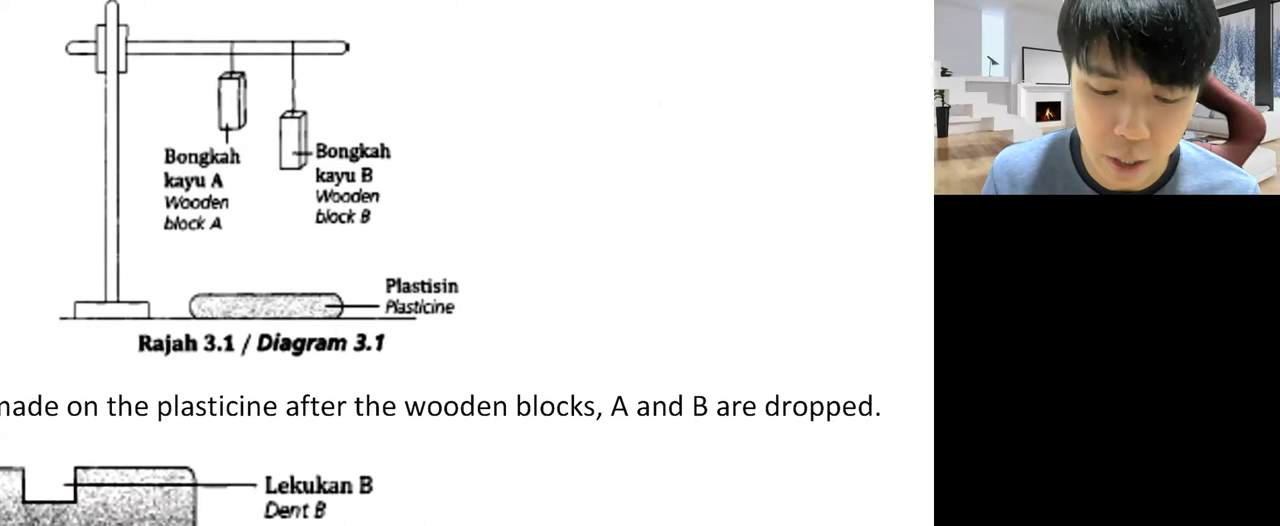 Bongkah
kayu A
Wooden
block A
Bongkah
kayu B
Wooden
block B
Plastisin
Plasticine
Rajah 3.1 / Diagram 3.1
made on the plasticine after the wooden blocks, A and B are dropped.
Lekukan B
Dent B